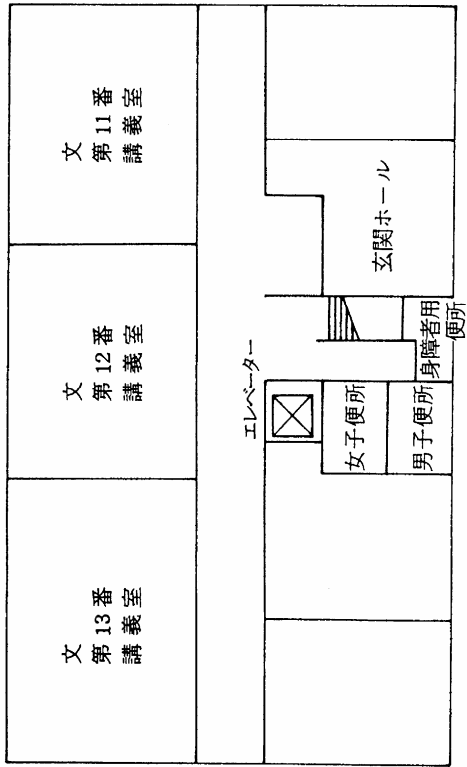 文
第13番
講義室
文
第12番
講義室
文
第11番
講義室
エレベーター
女子便所
男子便所
身障者用
便所
玄関ホール